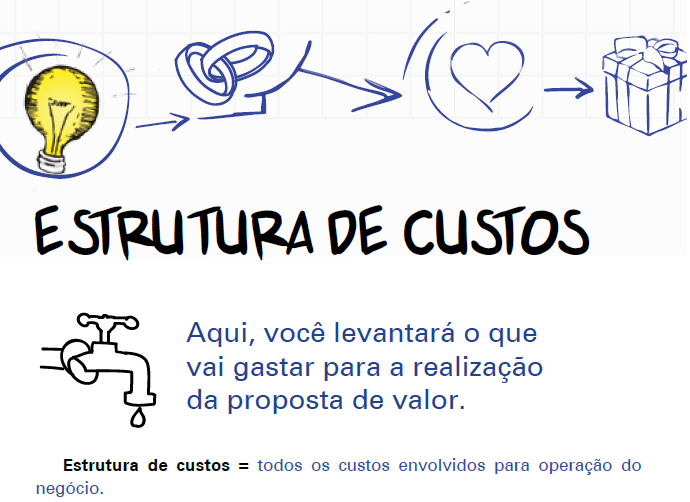 ESTRUTURA DE CUSTOS
Aqui, você levantará o que
vai gastar para a realização
da proposta de valor.
Estrutura de custos = todos os custos envolvidos para operação do
negócio.